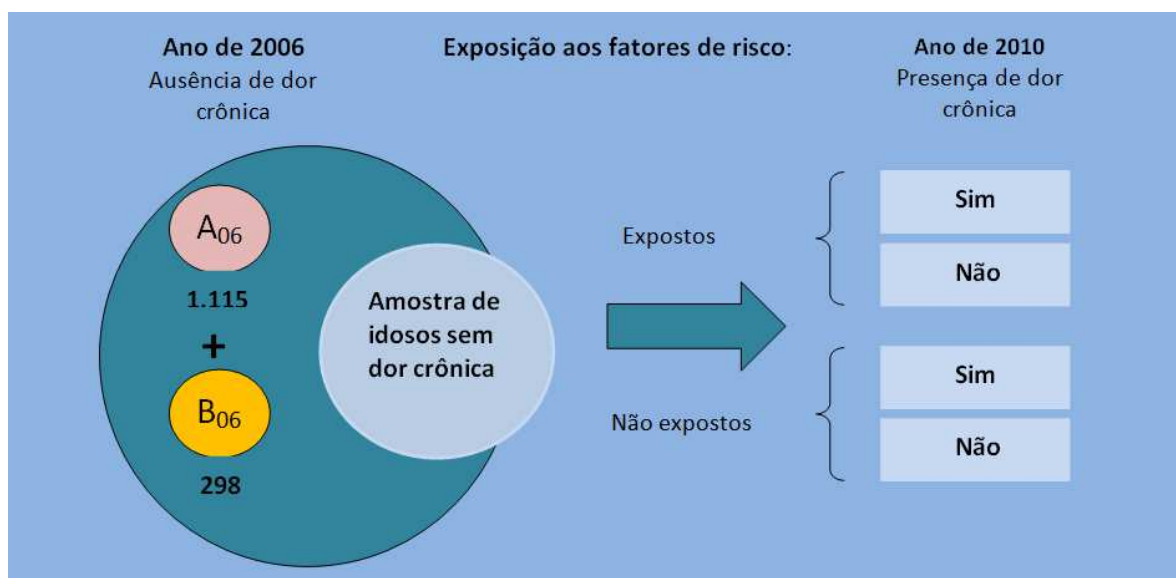 Ano de 2006
Ausência de dor
crônica
Exposição aos fatores de risco:
Ano de 2010
Presença de dor
crônica
A06
1.115
+
B06
298
Amostra de
idosos sem
dor crônica
Expostos
Não expostos
Sim
Não
Sim
Não